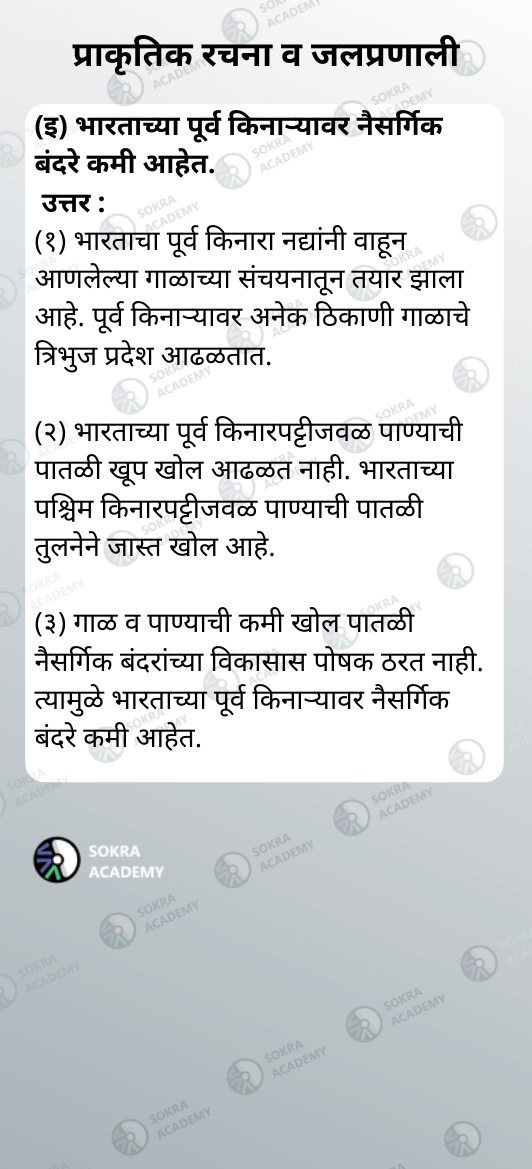 प्राकृतिक रचना व जलप्रणाली
(इ) भारताच्या पूर्व किनाऱ्यावर नैसर्गिक
बंदरे कमी आहेत.
उत्तर :
(१) भारताचा पूर्व किनारा नद्यांनी वाहून
आणलेल्या गाळाच्या संचयनातून तयार झाला
आहे. पूर्व किनाऱ्यावर अनेक ठिकाणी गाळाचे
त्रिभुज प्रदेश आढळतात.
(२) भारताच्या पूर्व किनारपट्टीजवळ पाण्याची
पातळी खूप खोल आढळत नाही. भारताच्या
पश्चिम किनारपट्टीजवळ पाण्याची पातळी
तुलनेने जास्त खोल आहे.
(३) गाळ व पाण्याची कमी खोल पातळी
नैसर्गिक बंदरांच्या विकासास पोषक ठरत नाही.
त्यामुळे भारताच्या पूर्व किनाऱ्यावर नैसर्गिक
बंदरे कमी आहेत.
SOKRA
ACADEMY